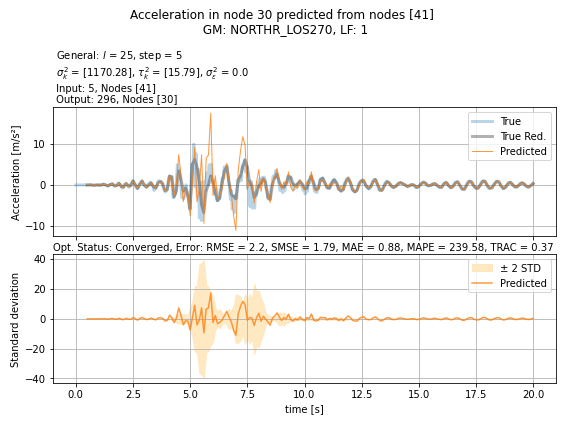 Acceleration in node 30 predicted from nodes [41]
GM: NORTHR_LOS270, LF: 1
General: l = 25, step = 5
σ²ₖ = [1170.28], τ²ₖ = [15.79], σ²ε = 0.0
Input: 5, Nodes [41]
Output: 296, Nodes [30]
Acceleration [m/s²]
10
0
−10
True
True Red.
Predicted
Opt. Status: Converged, Error: RMSE = 2.2, SMSE = 1.79, MAE = 0.88, MAPE = 239.58, TRAC = 0.37
Standard deviation
40
20
0
−20
−40
± 2 STD
Predicted
0.0 2.5 5.0 7.5 10.0 12.5 15.0 17.5 20.0
time [s]